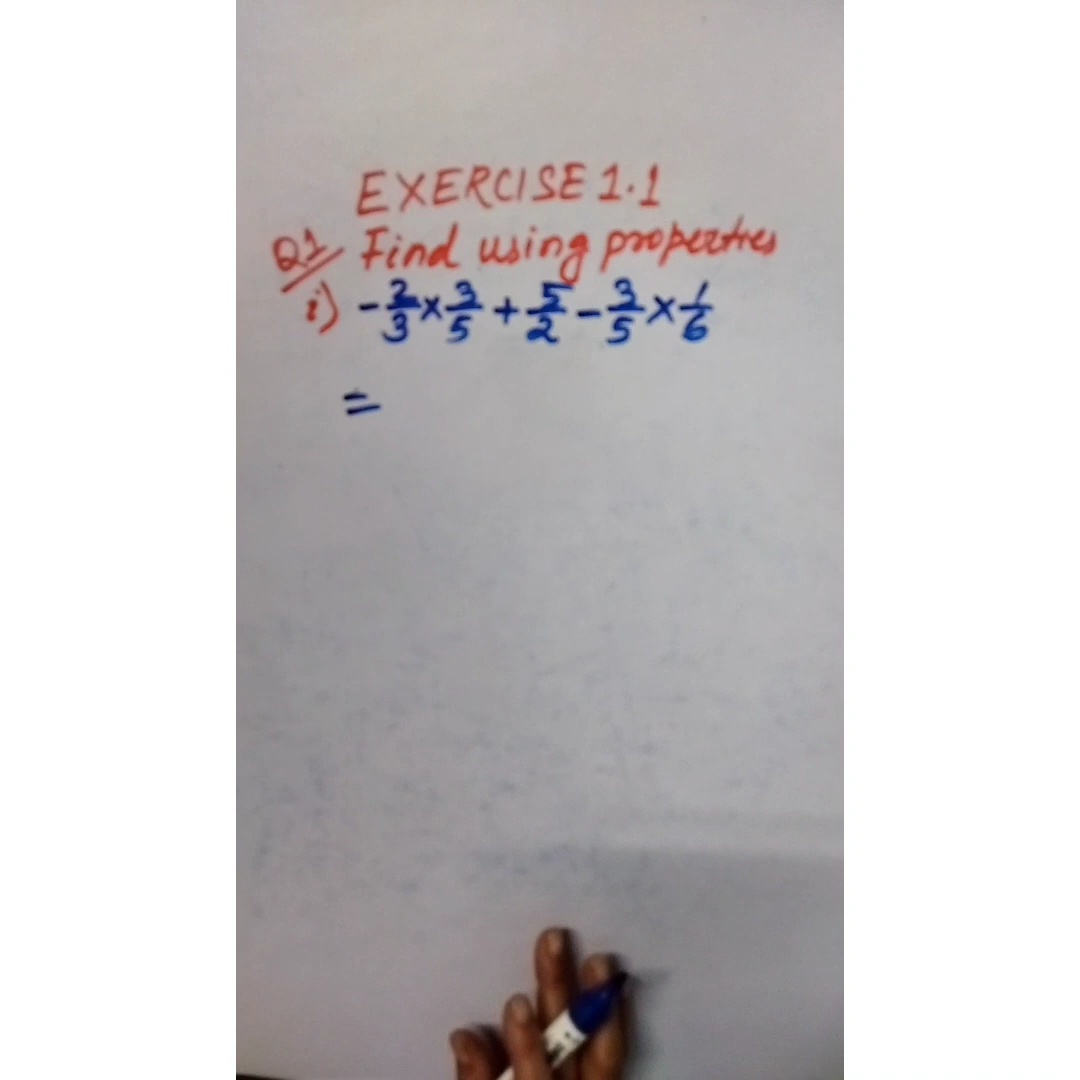 EXERCISE 1.1
Q1 Find using properties
i) -2/3 × 3/5 + 5/2 - 3/5 × 1/6
=